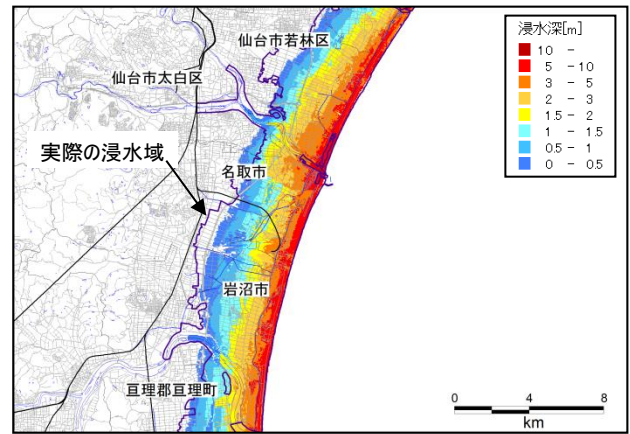 仙台市若林区
仙台市太白区
実際の浸水域
名取市
岩沼市
亘理郡亘理町
浸水深[m]
10 -
5 - 10
3 - 5
2 - 3
1.5 - 2
1 - 1.5
0.5 - 1
0 - 0.5
0 4 8
km